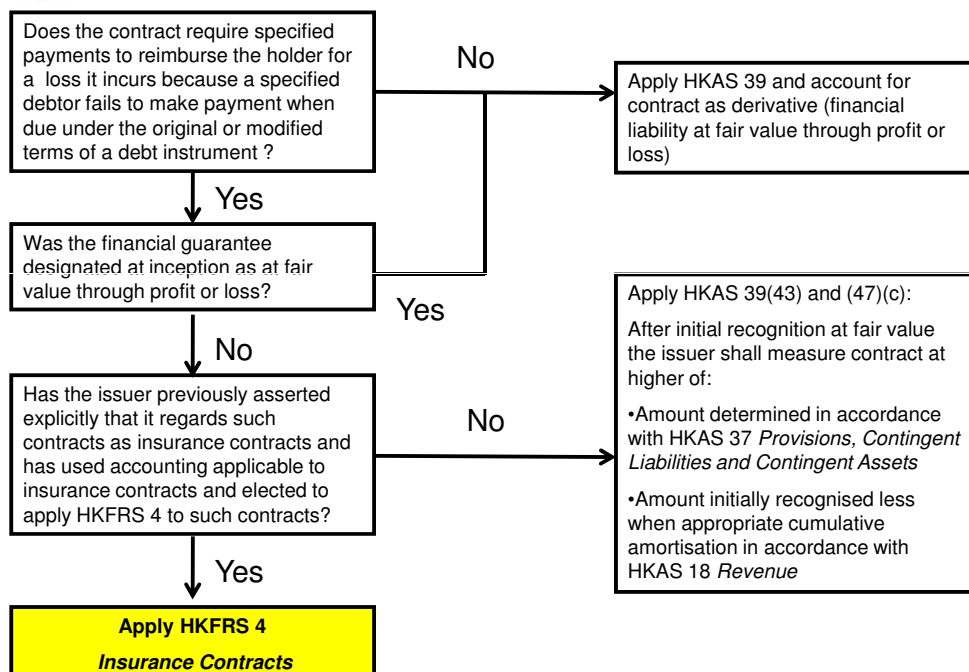 Does the contract require specified
payments to reimburse the holder for
a loss it incurs because a specified
debtor fails to make payment when
due under the original or modified
terms of a debt instrument ?
No
Apply HKAS 39 and account for
contract as derivative (financial
liability at fair value through profit or
loss)
Yes
Was the financial guarantee
designated at inception as at fair
value through profit or loss?
Yes
No
Has the issuer previously asserted
explicitly that it regards such
contracts as insurance contracts and
has used accounting applicable to
insurance contracts and elected to
apply HKFRS 4 to such contracts?
No
Apply HKAS 39(43) and (47)(c):
After initial recognition at fair value
the issuer shall measure contract at
higher of:
•Amount determined in accordance
with HKAS 37 Provisions, Contingent
Liabilities and Contingent Assets
•Amount initially recognised less
when appropriate cumulative
amortisation in accordance with
HKAS 18 Revenue
Yes
Apply HKFRS 4
Insurance Contracts